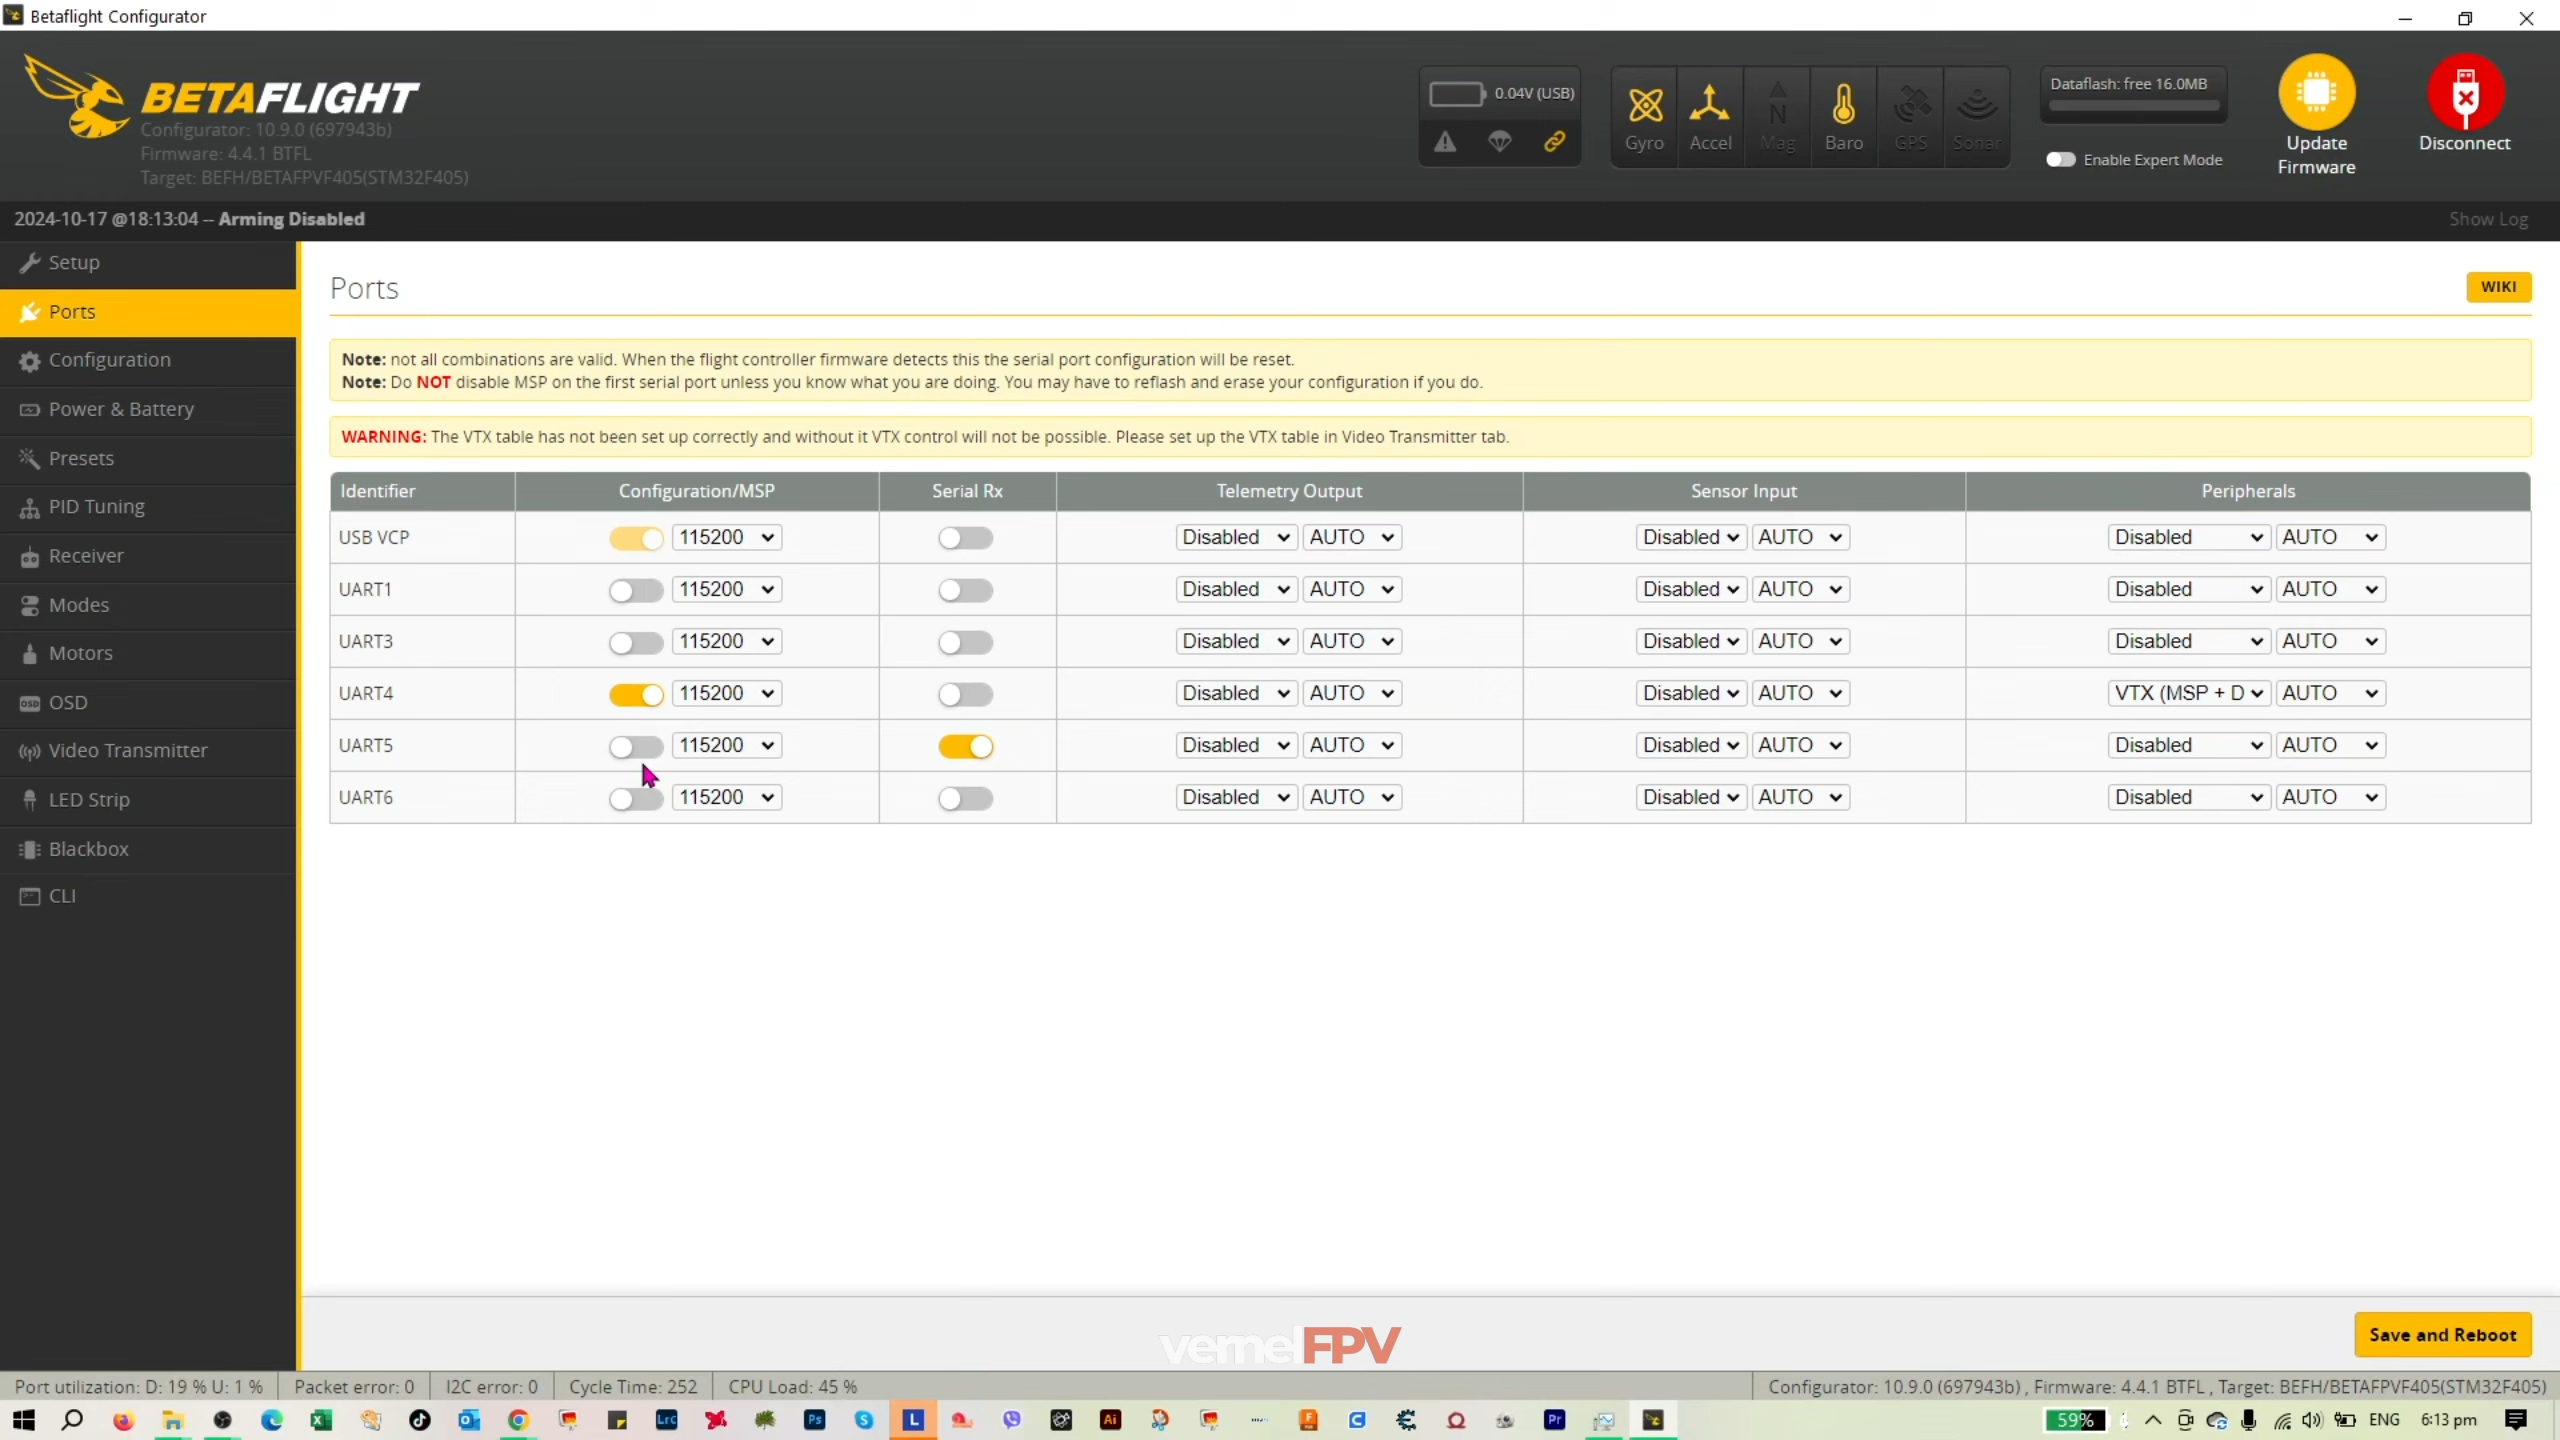 Betaflight Configurator
BETAFLIGHT
Configurator: 10.9.0 (697943b)
Firmware: 4.4.1 BTFL
Target: BEFH/BETAFPVF405(STM32F405)
0.04V (USB)
Gyro Accel Mag Baro GPS Sonar
Dataflash: free 16.0MB
Enable Expert Mode
Update
Firmware
Disconnect
2024-10-17 @18:13:04 -- Arming Disabled
Show Log
Setup
Ports
Configuration
Power & Battery
Presets
PID Tuning
Receiver
Modes
Motors
OSD
Video Transmitter
LED Strip
Blackbox
CLI
Ports
WIKI
Note: not all combinations are valid. When the flight controller firmware detects this the serial port configuration will be reset.
Note: Do NOT disable MSP on the first serial port unless you know what you are doing. You may have to reflash and erase your configuration if you do.
WARNING: The VTX table has not been set up correctly and without it VTX control will not be possible. Please set up the VTX table in Video Transmitter tab.
Identifier Configuration/MSP Serial Rx Telemetry Output Sensor Input Peripherals
USB VCP 115200 Disabled AUTO Disabled AUTO Disabled AUTO
UART1 115200 Disabled AUTO Disabled AUTO Disabled AUTO
UART3 115200 Disabled AUTO Disabled AUTO Disabled AUTO
UART4 115200 Disabled AUTO Disabled AUTO VTX (MSP + D AUTO
UART5 115200 Disabled AUTO Disabled AUTO Disabled AUTO
UART6 115200 Disabled AUTO Disabled AUTO Disabled AUTO
vernelFPV
Save and Reboot
Port utilization: D: 19 % U: 1 % Packet error: 0 I2C error: 0 Cycle Time: 252 CPU Load: 45 %
Configurator: 10.9.0 (697943b) , Firmware: 4.4.1 BTFL , Target: BEFH/BETAFPVF405(STM32F405)
Lrc Ps L Ai Pr
59% ENG 6:13 pm